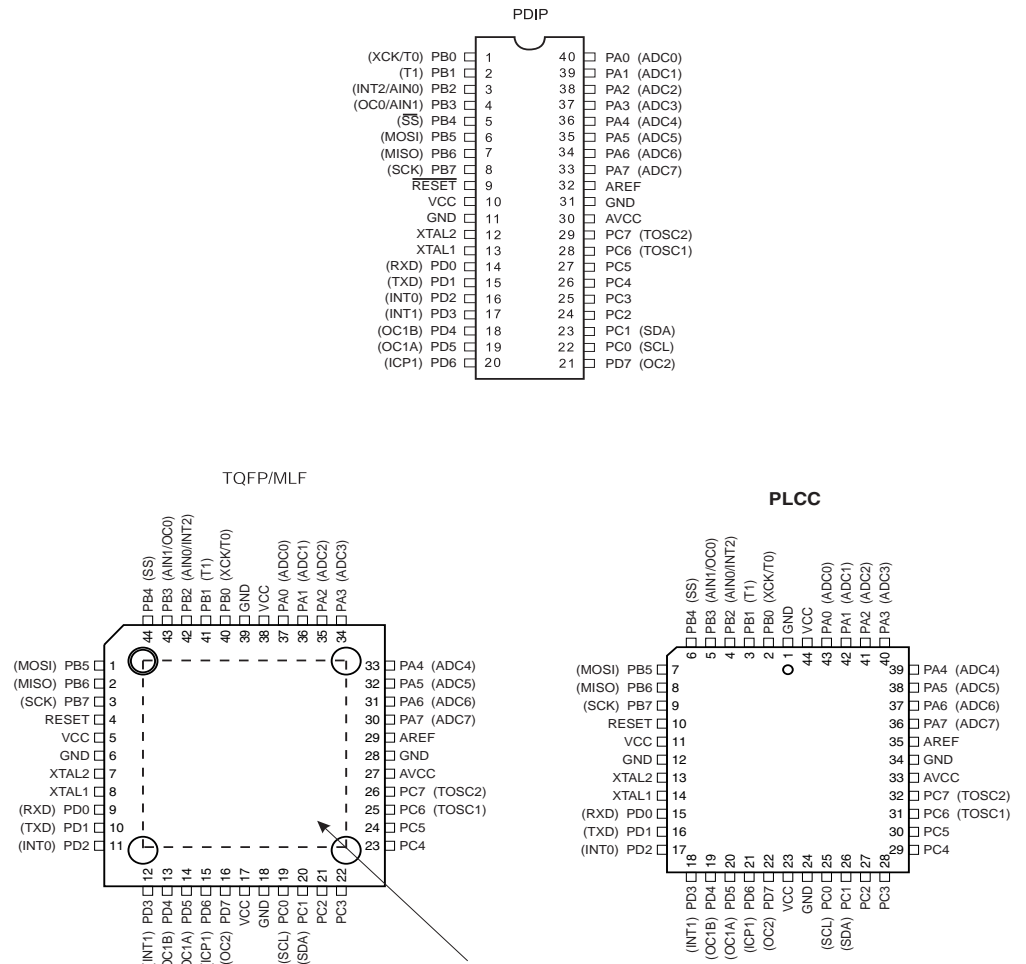 PDIP
(XCK/T0) PB0 1 40 PA0 (ADC0)
(T1) PB1 2 39 PA1 (ADC1)
(INT2/AIN0) PB2 3 38 PA2 (ADC2)
(OC0/AIN1) PB3 4 37 PA3 (ADC3)
(SS) PB4 5 36 PA4 (ADC4)
(MOSI) PB5 6 35 PA5 (ADC5)
(MISO) PB6 7 34 PA6 (ADC6)
(SCK) PB7 8 33 PA7 (ADC7)
RESET 9 32 AREF
VCC 10 31 GND
GND 11 30 AVCC
XTAL2 12 29 PC7 (TOSC2)
XTAL1 13 28 PC6 (TOSC1)
(RXD) PD0 14 27 PC5
(TXD) PD1 15 26 PC4
(INT0) PD2 16 25 PC3
(INT1) PD3 17 24 PC2
(OC1B) PD4 18 23 PC1 (SDA)
(OC1A) PD5 19 22 PC0 (SCL)
(ICP1) PD6 20 21 PD7 (OC2)
TQFP/MLF
PB4 (SS)
PB3 (AIN1/OC0)
PB2 (AIN0/INT2)
PB1 (T1)
PB0 (XCK/T0)
GND
VCC
PA0 (ADC0)
PA1 (ADC1)
PA2 (ADC2)
PA3 (ADC3)
44 43 42 41 40 39 38 37 36 35 34
(MOSI) PB5 1 33 PA4 (ADC4)
(MISO) PB6 2 32 PA5 (ADC5)
(SCK) PB7 3 31 PA6 (ADC6)
RESET 4 30 PA7 (ADC7)
VCC 5 29 AREF
GND 6 28 GND
XTAL2 7 27 AVCC
XTAL1 8 26 PC7 (TOSC2)
(RXD) PD0 9 25 PC6 (TOSC1)
(TXD) PD1 10 24 PC5
(INT0) PD2 11 23 PC4
12 13 14 15 16 17 18 19 20 21 22
(INT1) PD3
(OC1B) PD4
(OC1A) PD5
(ICP1) PD6
(OC2) PD7
VCC
GND
(SCL) PC0
(SDA) PC1
PC2
PC3
PLCC
PB4 (SS)
PB3 (AIN1/OC0)
PB2 (AIN0/INT2)
PB1 (T1)
PB0 (XCK/T0)
GND
VCC
PA0 (ADC0)
PA1 (ADC1)
PA2 (ADC2)
PA3 (ADC3)
6 5 4 3 2 1 44 43 42 41 40
(MOSI) PB5 7 39 PA4 (ADC4)
(MISO) PB6 8 38 PA5 (ADC5)
(SCK) PB7 9 37 PA6 (ADC6)
RESET 10 36 PA7 (ADC7)
VCC 11 35 AREF
GND 12 34 GND
XTAL2 13 33 AVCC
XTAL1 14 32 PC7 (TOSC2)
(RXD) PD0 15 31 PC6 (TOSC1)
(TXD) PD1 16 30 PC5
(INT0) PD2 17 29 PC4
18 19 20 21 22 23 24 25 26 27 28
(INT1) PD3
(OC1B) PD4
(OC1A) PD5
(ICP1) PD6
(OC2) PD7
VCC
GND
(SCL) PC0
(SDA) PC1
PC2
PC3